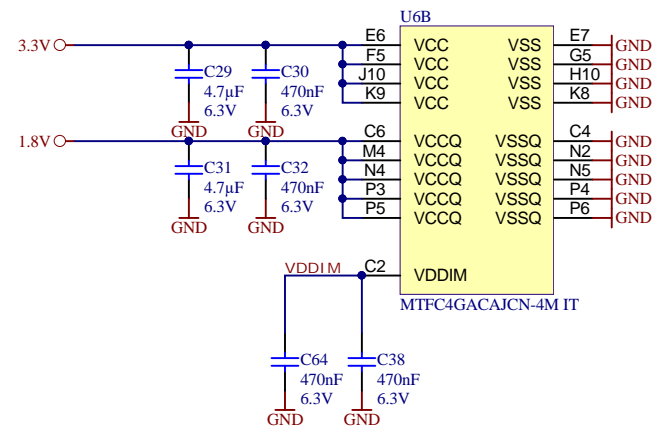 U6B
3.3V
E6 VCC VSS E7 GND
F5 VCC VSS G5 GND
J10 VCC VSS H10 GND
K9 VCC VSS K8 GND
C29
4.7µF
6.3V
GND
C30
470nF
6.3V
GND
1.8V
C6 VCCQ VSSQ C4 GND
M4 VCCQ VSSQ N2 GND
N4 VCCQ VSSQ N5 GND
P3 VCCQ VSSQ P4 GND
P5 VCCQ VSSQ P6 GND
C31
4.7µF
6.3V
GND
C32
470nF
6.3V
GND
VDDIM C2 VDDIM
MTFC4GACAJCN-4M IT
C64
470nF
6.3V
GND
C38
470nF
6.3V
GND